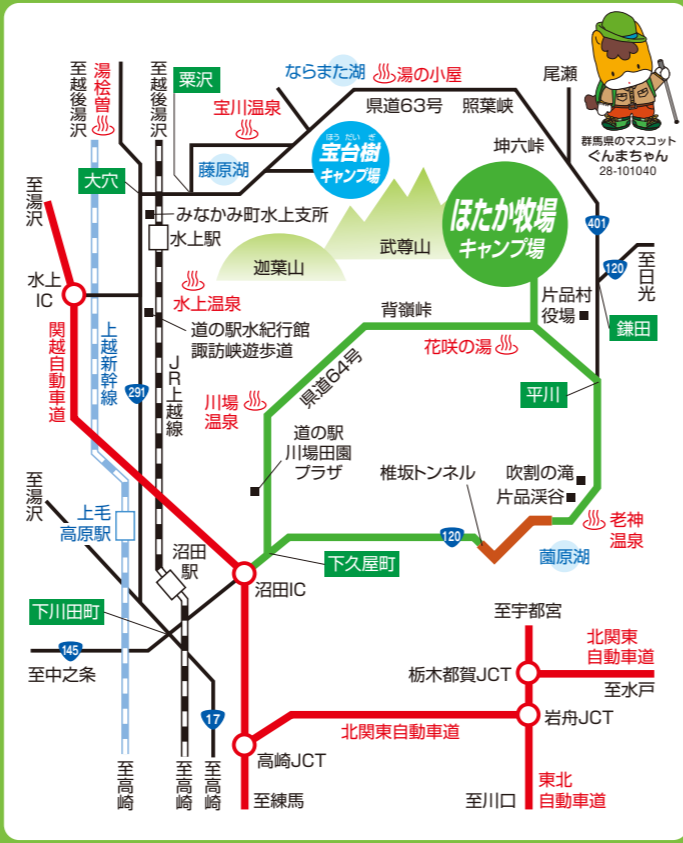 至越後湯沢
湯桧曽
至越後湯沢
粟沢
宝川温泉
ならまた湖
湯の小屋
県道63号
照葉峡
尾瀬
群馬県のマスコット
ぐんまちゃん
28-101040
坤六峠
大穴
藤原湖
ほうだいぎ
宝台樹
キャンプ場
ほたか牧場
キャンプ場
401
120
至日光
至湯沢
みなかみ町水上支所
水上駅
武尊山
迦葉山
水上
IC
水上温泉
背嶺峠
片品村
役場
鎌田
道の駅水紀行館
諏訪峡遊歩道
花咲の湯
関越自動車道
上越新幹線
291
JR上越線
県道64号
川場
温泉
平川
道の駅
川場田園
プラザ
椎坂トンネル
吹割の滝
片品渓谷
至湯沢
上毛
高原駅
老神
温泉
120
薗原湖
沼田
駅
沼田IC
下久屋町
下川田町
145
至中之条
17
至宇都宮
北関東
自動車道
栃木都賀JCT
至水戸
岩舟JCT
北関東自動車道
高崎JCT
至高崎
至高崎
至高崎
至練馬
至川口
東北
自動車道